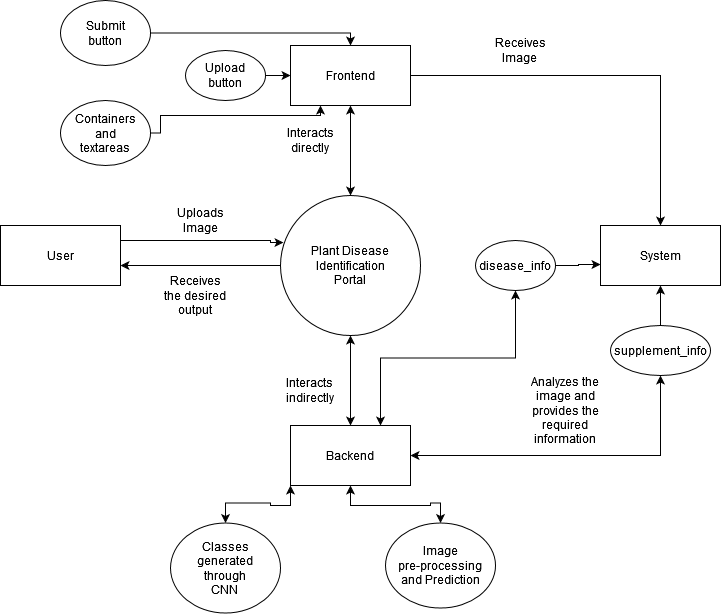 Submit
button
Upload
button
Frontend
Receives
Image
Containers
and
textareas
Interacts
directly
Uploads
Image
User
Plant Disease
Identification
Portal
disease_info
System
Receives
the desired
output
supplement_info
Interacts
indirectly
Analyzes the
image and
provides the
required
information
Backend
Classes
generated
through
CNN
Image
pre-processing
and Prediction